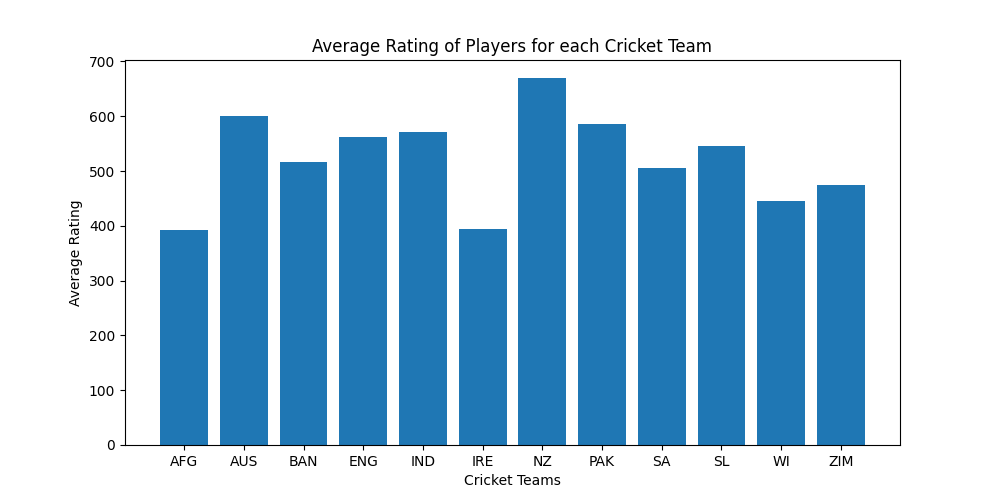 Average Rating of Players for each Cricket Team
700
600
500
400
300
200
100
0
Average Rating
AFG AUS BAN ENG IND IRE NZ PAK SA SL WI ZIM
Cricket Teams